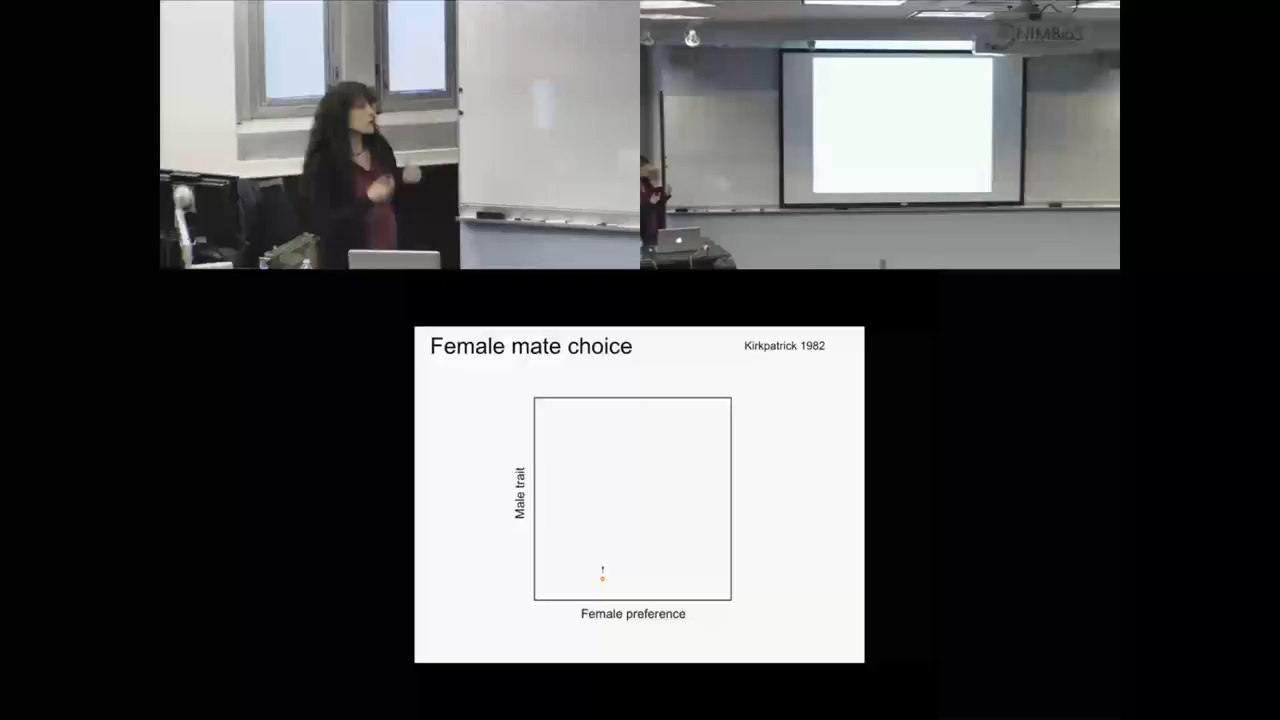 NIMBioS
Female mate choice
Kirkpatrick 1982
Male trait
Female preference